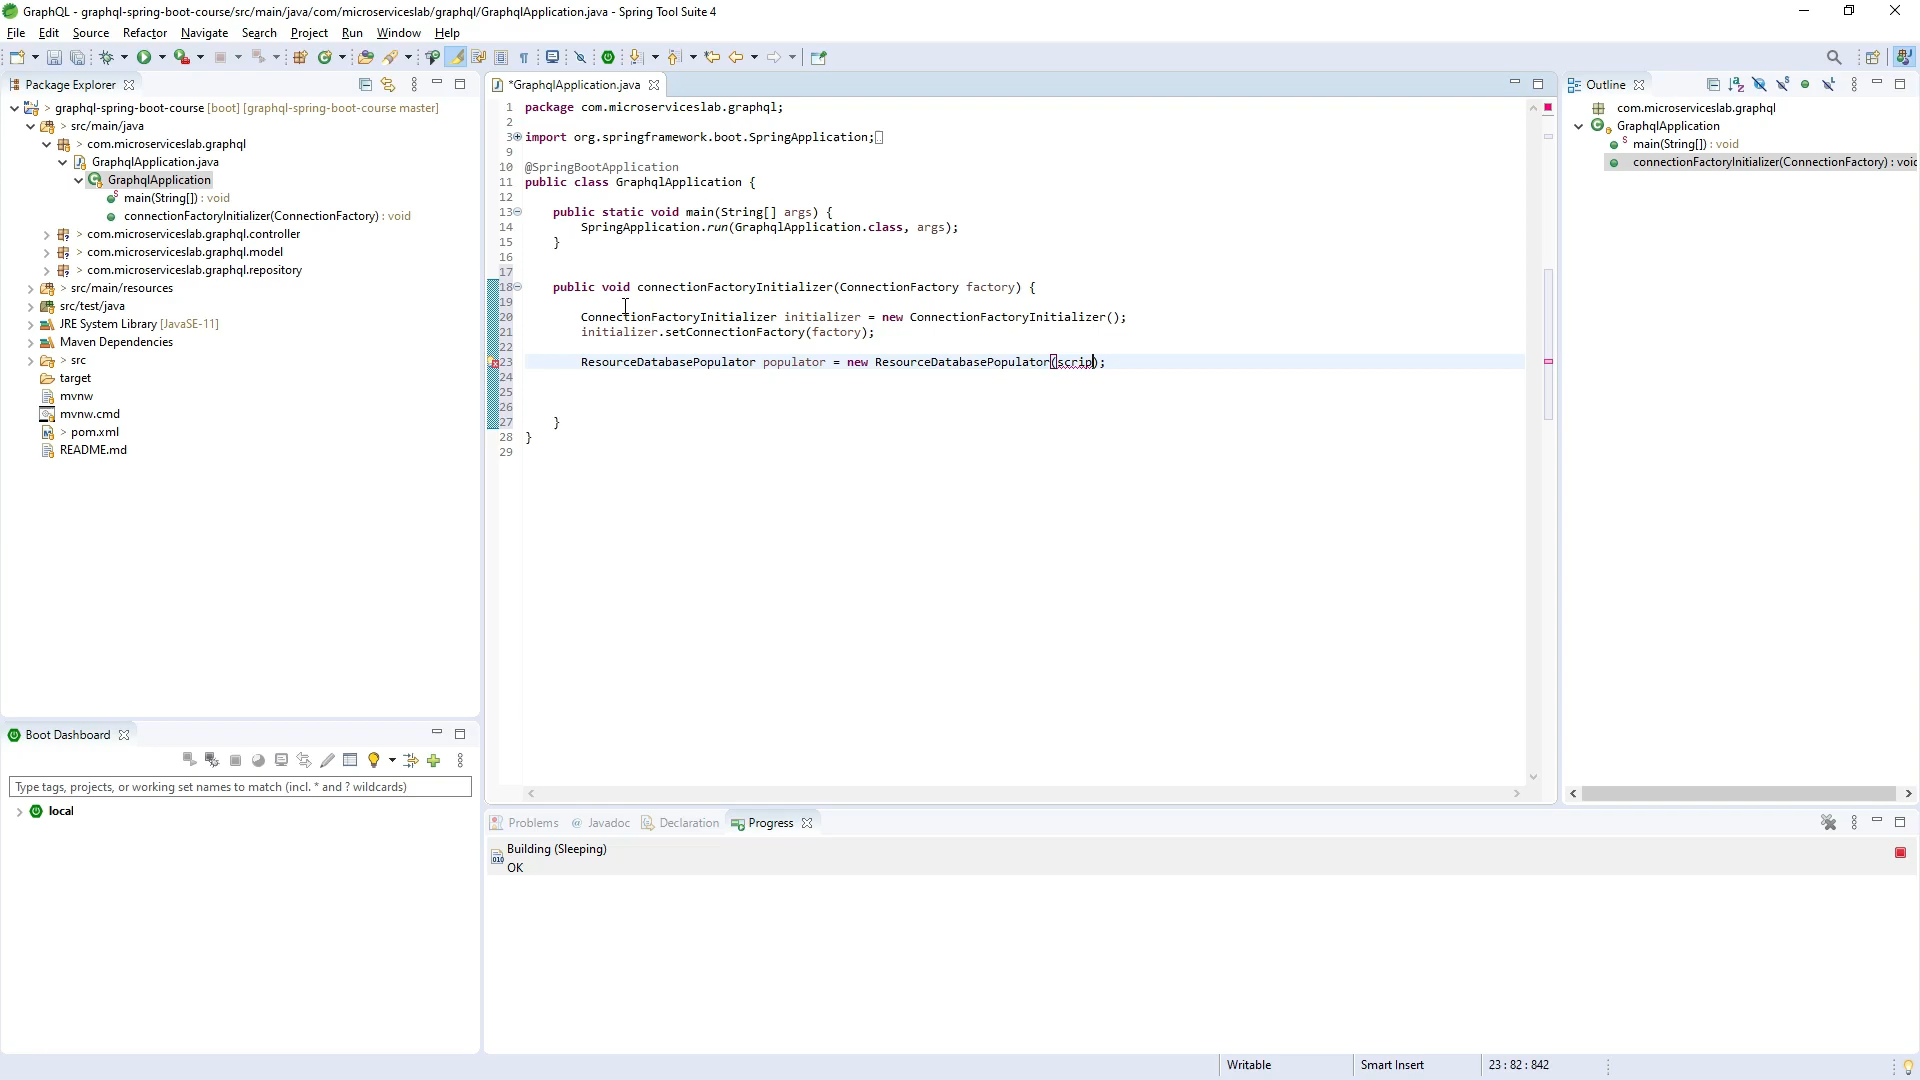 GraphQL - graphql-spring-boot-course/src/main/java/com/microserviceslab/graphql/GraphqlApplication.java - Spring Tool Suite 4
File Edit Source Refactor Navigate Search Project Run Window Help
Package Explorer
> graphql-spring-boot-course [boot] [graphql-spring-boot-course master]
> src/main/java
> com.microserviceslab.graphql
GraphqlApplication.java
GraphqlApplication
main(String[]) : void
connectionFactoryInitializer(ConnectionFactory) : void
> com.microserviceslab.graphql.controller
> com.microserviceslab.graphql.model
> com.microserviceslab.graphql.repository
> src/main/resources
src/test/java
JRE System Library [JavaSE-11]
Maven Dependencies
> src
target
mvnw
mvnw.cmd
> pom.xml
README.md
*GraphqlApplication.java
1 package com.microserviceslab.graphql;
2
3 import org.springframework.boot.SpringApplication;
9
10 @SpringBootApplication
11 public class GraphqlApplication {
12
13 public static void main(String[] args) {
14 SpringApplication.run(GraphqlApplication.class, args);
15 }
16
17
18 public void connectionFactoryInitializer(ConnectionFactory factory) {
19
20 ConnectionFactoryInitializer initializer = new ConnectionFactoryInitializer();
21 initializer.setConnectionFactory(factory);
22
23 ResourceDatabasePopulator populator = new ResourceDatabasePopulator(scrip);
24
25
26
27 }
28 }
29
Outline
com.microserviceslab.graphql
GraphqlApplication
main(String[]) : void
connectionFactoryInitializer(ConnectionFactory) : voic
Boot Dashboard
Type tags, projects, or working set names to match (incl. * and ? wildcards)
local
Problems Javadoc Declaration Progress
Building (Sleeping)
OK
Writable Smart Insert 23 : 82 : 842